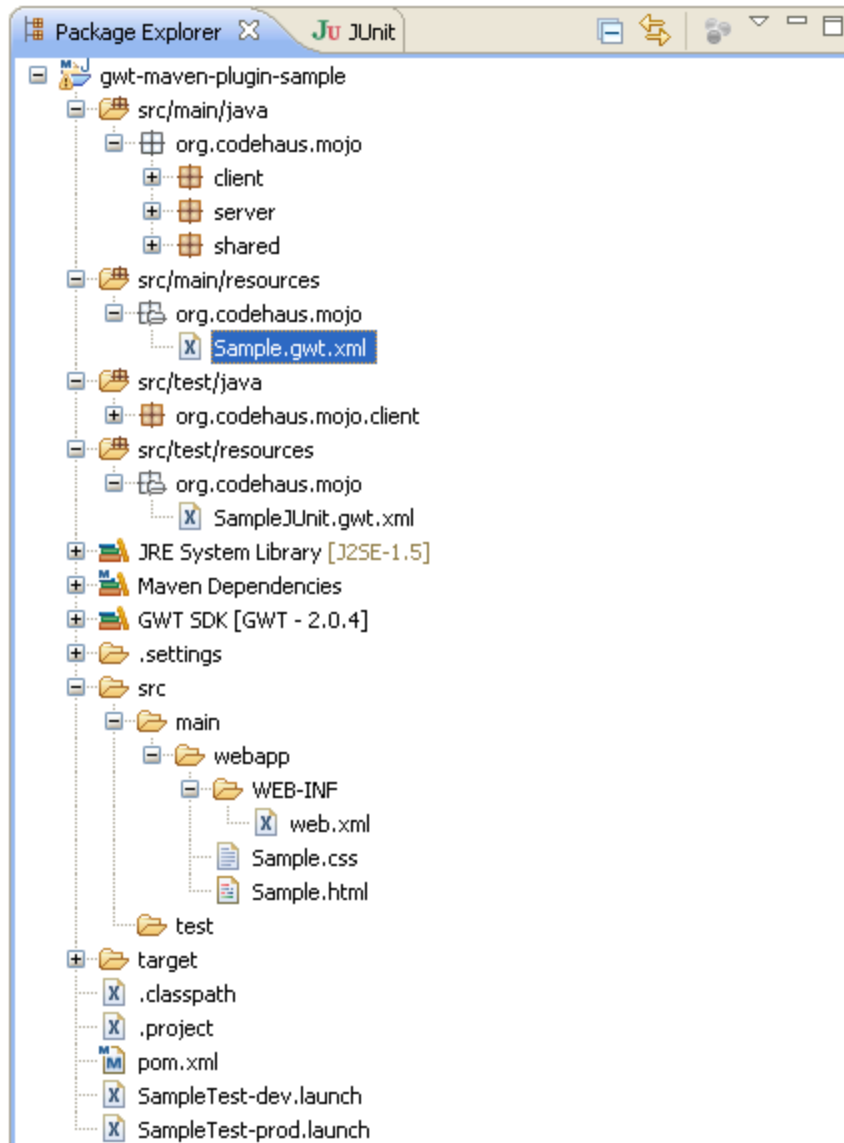 Package Explorer JUnit
gwt-maven-plugin-sample
src/main/java
org.codehaus.mojo
client
server
shared
src/main/resources
org.codehaus.mojo
Sample.gwt.xml
src/test/java
org.codehaus.mojo.client
src/test/resources
org.codehaus.mojo
SampleJUnit.gwt.xml
JRE System Library [J2SE-1.5]
Maven Dependencies
GWT SDK [GWT - 2.0.4]
.settings
src
main
webapp
WEB-INF
web.xml
Sample.css
Sample.html
test
target
.classpath
.project
pom.xml
SampleTest-dev.launch
SampleTest-prod.launch